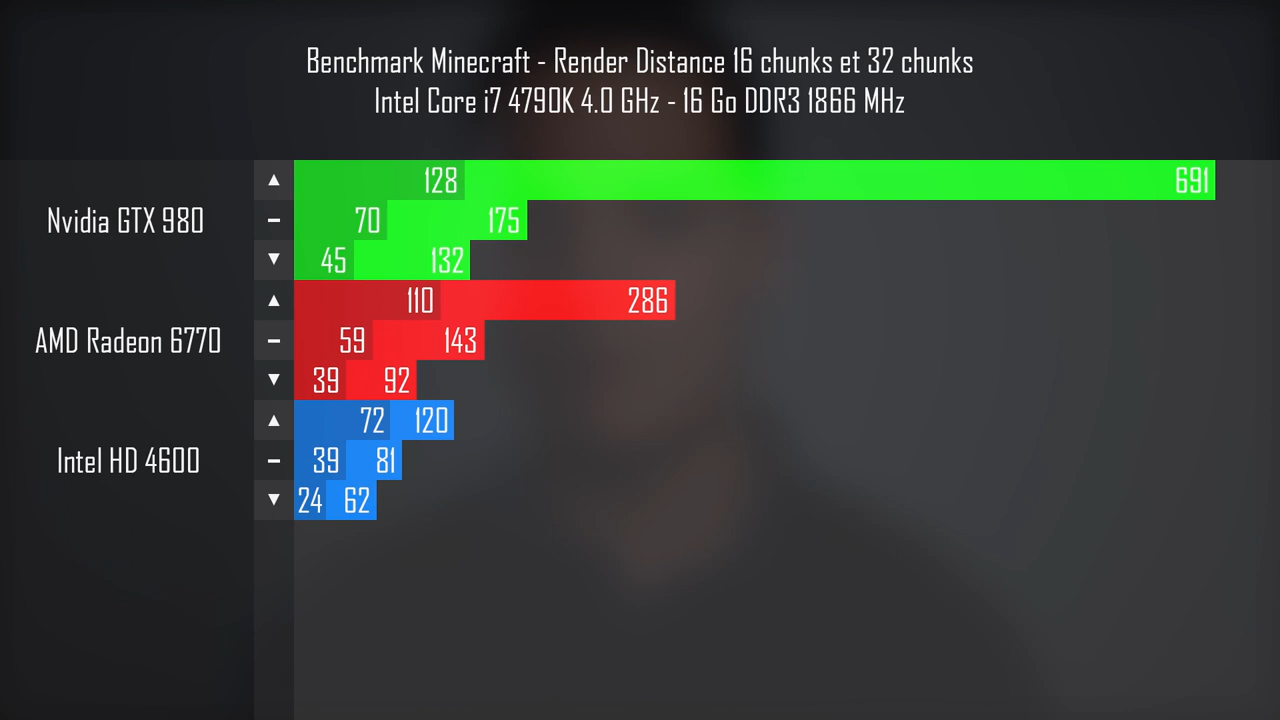 Benchmark Minecraft - Render Distance 16 chunks et 32 chunks
Intel Core i7 4790K 4.0 GHz - 16 Go DDR3 1866 MHz
▲ 128 691
Nvidia GTX 980 – 70 175
▼ 45 132
▲ 110 286
AMD Radeon 6770 – 59 143
▼ 39 92
▲ 72 120
Intel HD 4600 – 39 81
▼ 24 62